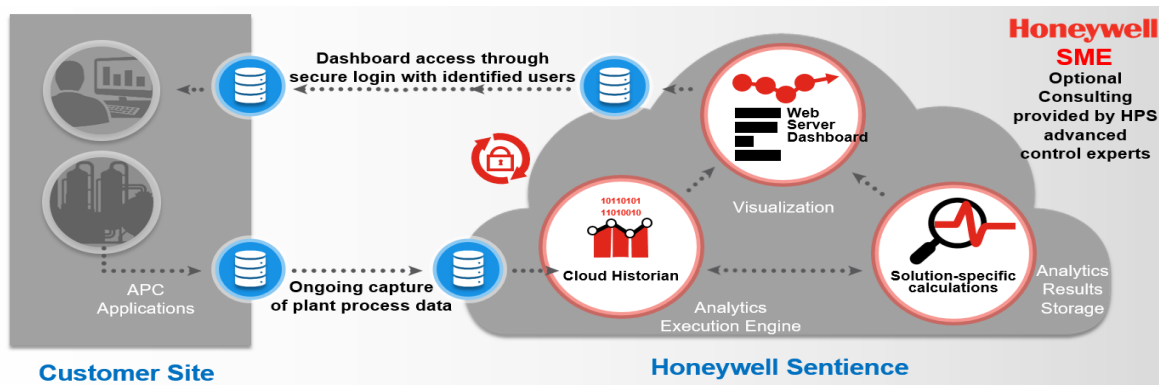 Honeywell
SME
Optional
Consulting
provided by HPS
advanced
control experts
Dashboard access through
secure login with identified users
Web
Server
Dashboard
Visualization
10110101
11010010
Cloud Historian
Solution-specific
calculations
Analytics
Results
Storage
Analytics
Execution Engine
APC
Applications
Ongoing capture
of plant process data
Customer Site
Honeywell Sentience